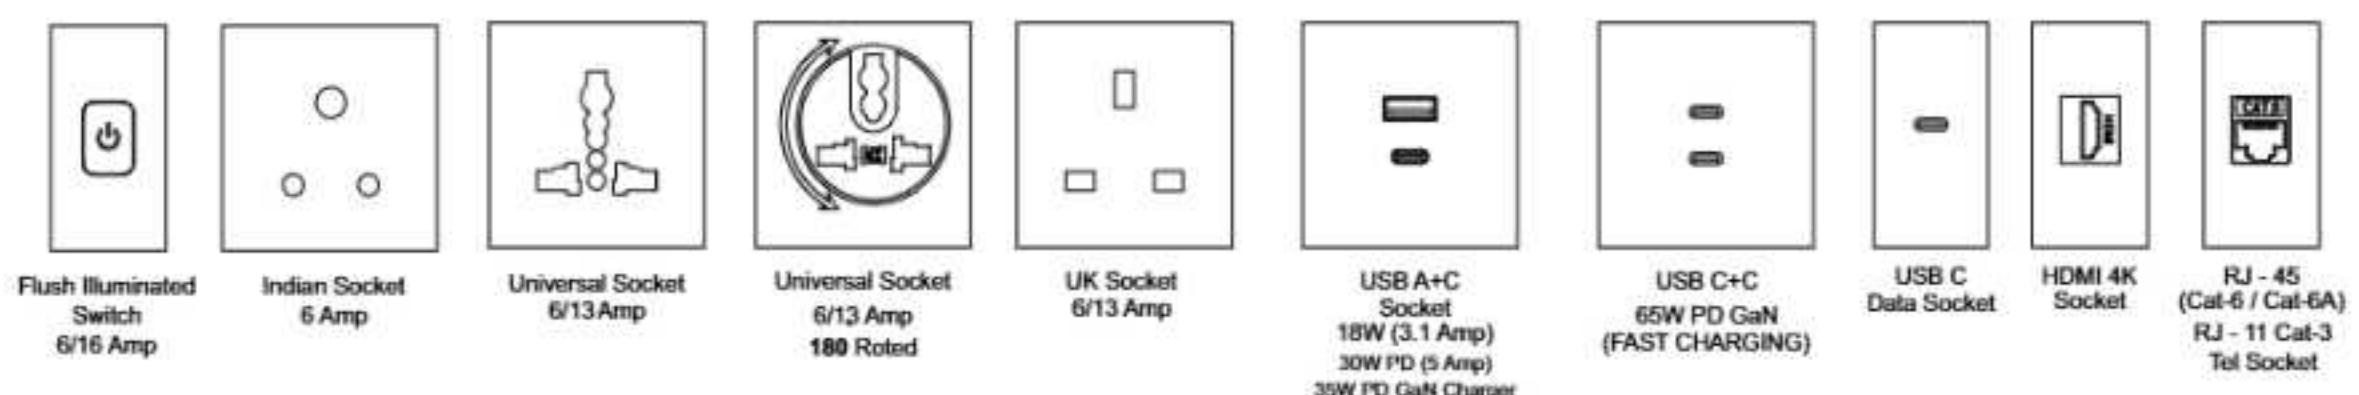 Flush Illuminated
Switch
6/16 Amp
Indian Socket
6 Amp
Universal Socket
6/13 Amp
Universal Socket
6/13 Amp
180 Roted
UK Socket
6/13 Amp
USB A+C
Socket
18W (3.1 Amp)
30W PD (5 Amp)
35W PD GaN Charger
USB C+C
65W PD GaN
(FAST CHARGING)
USB C
Data Socket
HDMI 4K
Socket
CAT 6
RJ - 45
(Cat-6 / Cat-6A)
RJ - 11 Cat-3
Tel Socket